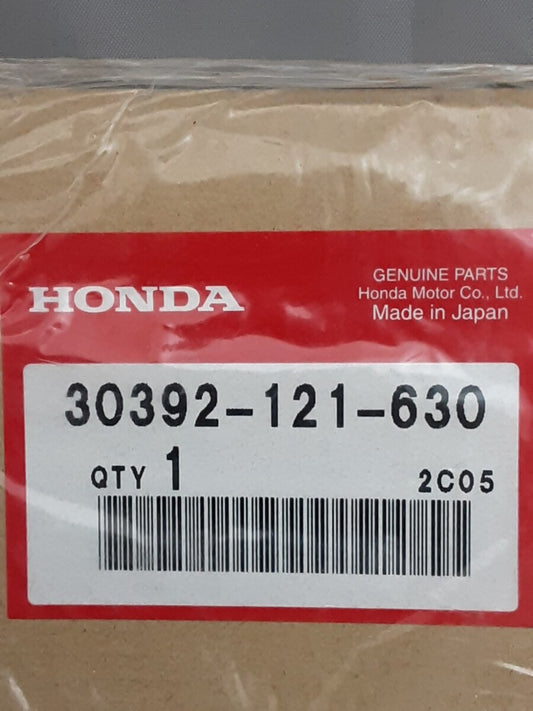 HONDA
GENUINE PARTS
Honda Motor Co., Ltd.
Made in Japan
30392-121-630
QTY 1
2C05